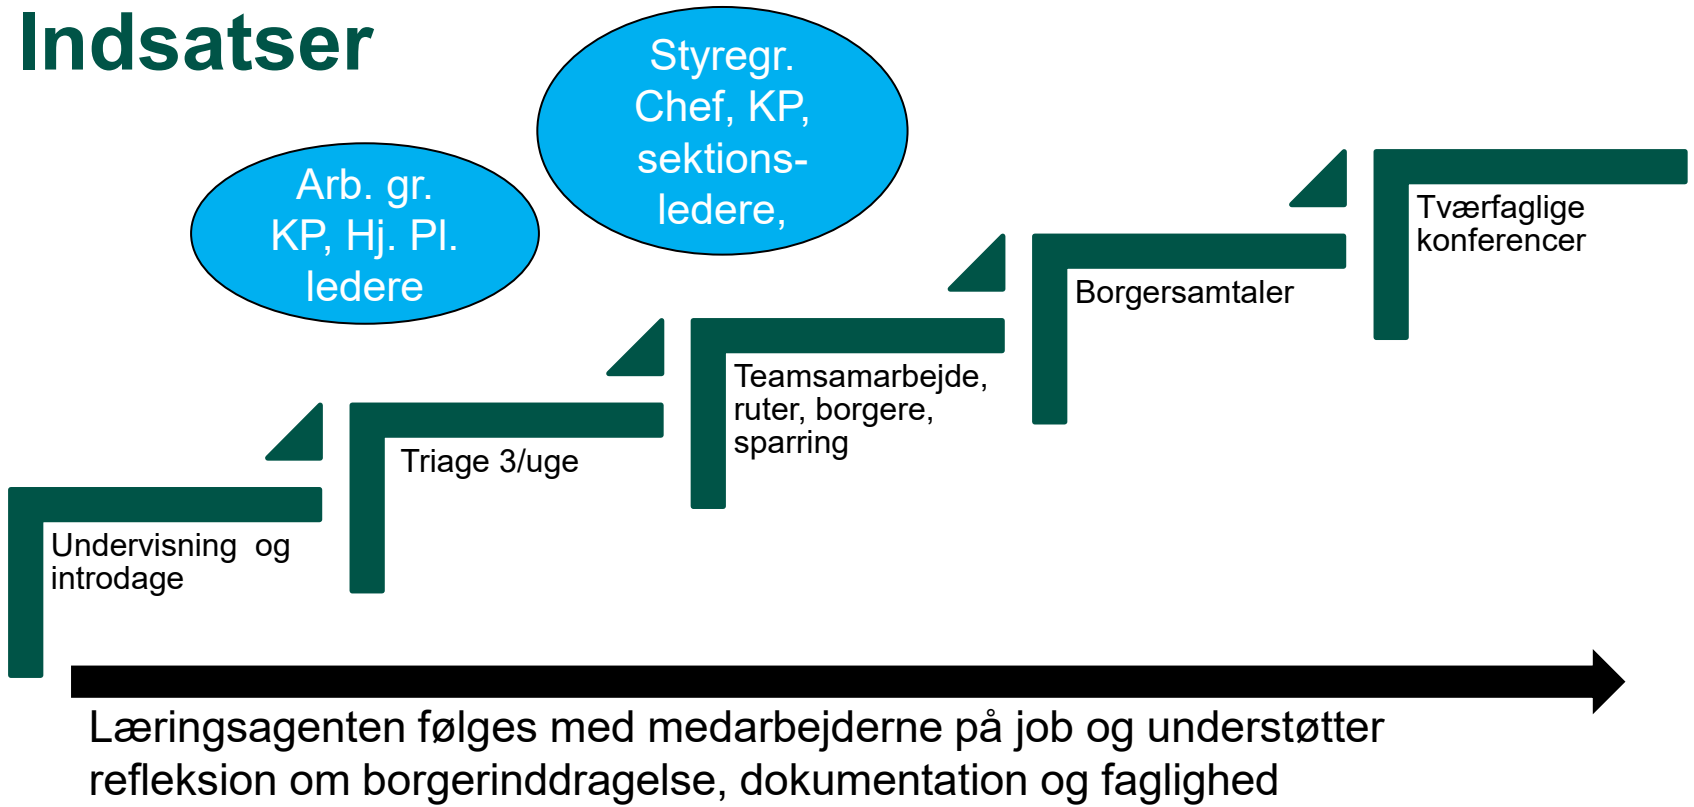 Indsatser
Styregr.
Chef, KP,
sektions-
ledere,
Arb. gr.
KP, Hj. Pl.
ledere
Undervisning  og
introdage
Triage 3/uge
Teamsamarbejde,
ruter, borgere,
sparring
Borgersamtaler
Tværfaglige
konferencer
Læringsagenten følges med medarbejderne på job og understøtter
refleksion om borgerinddragelse, dokumentation og faglighed